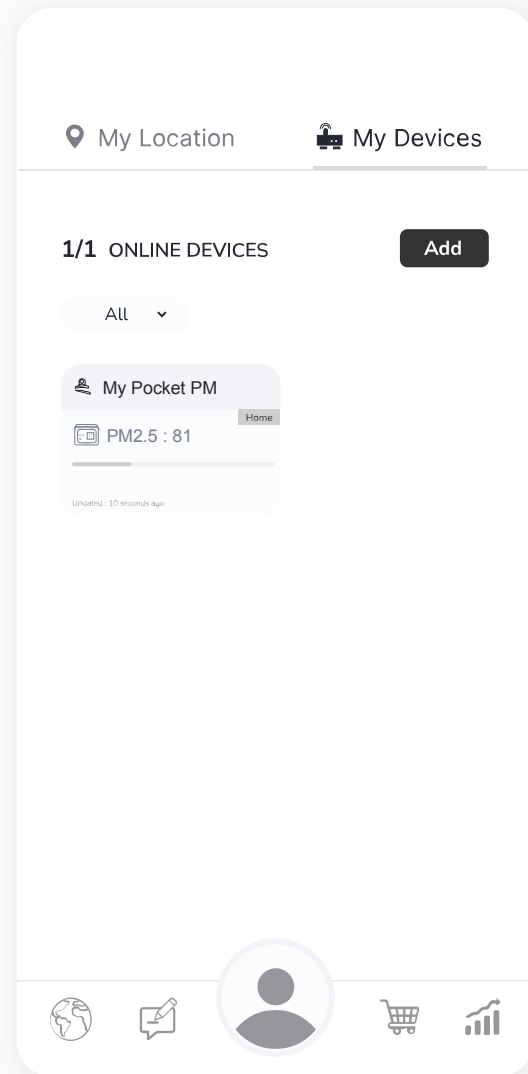 My Location
My Devices
1/1 ONLINE DEVICES
Add
All
My Pocket PM
Home
PM2.5 : 81
Updated : 10 seconds ago